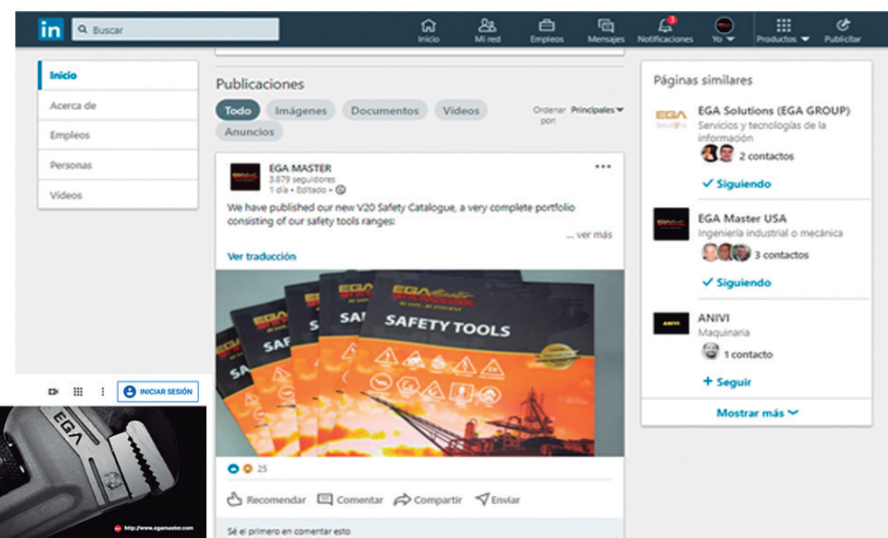 in
Buscar
Inicio
Mi red
Empleos
Mensajes
3
Notificaciones
Yo
Productos
Publicitar
Inicio
Acerca de
Empleos
Personas
Vídeos
Publicaciones
Todo
Imágenes
Documentos
Vídeos
Anuncios
Ordenar por:
Principales
EGA MASTER
3.879 seguidores
1 día • Editado •
We have published our new V20 Safety Catalogue, a very complete portfolio
consisting of our safety tools ranges:
... ver más
Ver traducción
EGA Master
SAFETY TOOLS
25
Recomendar
Comentar
Compartir
Enviar
Sé el primero en comentar esto
Páginas similares
EGA Solutions (EGA GROUP)
Servicios y tecnologías de la
información
2 contactos
Siguiendo
EGA Master USA
Ingeniería industrial o mecánica
3 contactos
Siguiendo
ANIVI
Maquinaria
1 contacto
+ Seguir
Mostrar más
INICIAR SESIÓN
EGA
http://www.egamaster.com